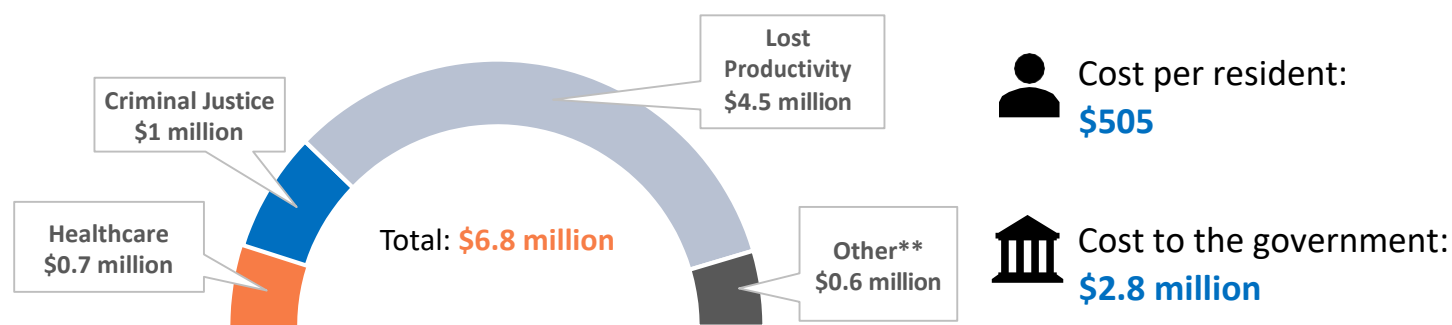 Lost
Productivity
$4.5 million
Criminal Justice
$1 million
Healthcare
$0.7 million
Total: $6.8 million
Other**
$0.6 million
Cost per resident:
$505
Cost to the government:
$2.8 million